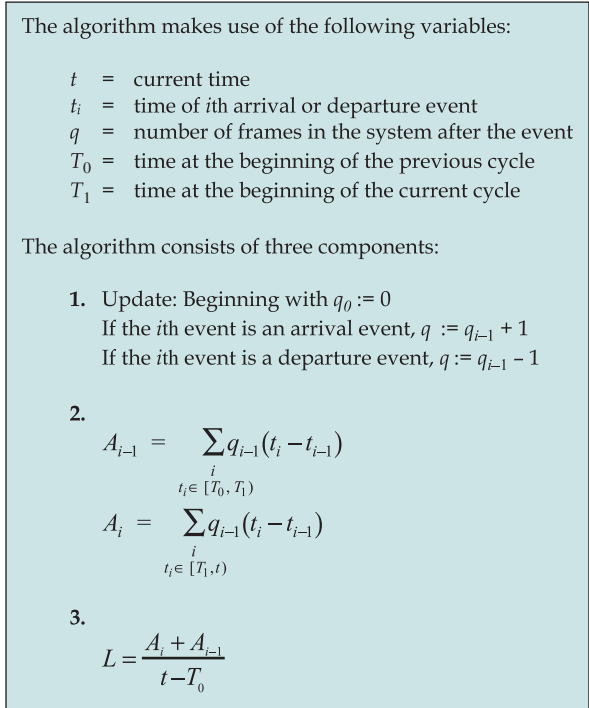 The algorithm makes use of the following variables:
t = current time
tᵢ = time of ith arrival or departure event
q = number of frames in the system after the event
T₀ = time at the beginning of the previous cycle
T₁ = time at the beginning of the current cycle
The algorithm consists of three components:
1. Update: Beginning with q₀ := 0
If the ith event is an arrival event, q := qᵢ₋₁ + 1
If the ith event is a departure event, q := qᵢ₋₁ – 1
2.
Aᵢ₋₁ = ∑qᵢ₋₁(tᵢ – tᵢ₋₁)
i
tᵢ∈ [T₀, T₁)
Aᵢ = ∑qᵢ₋₁(tᵢ – tᵢ₋₁)
i
tᵢ∈ [T₁,t)
3.
L = (Aᵢ + Aᵢ₋₁)/(t–T₀)